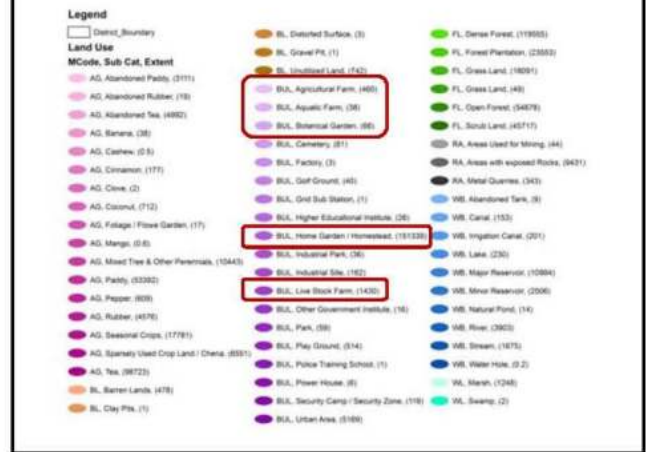 Legend
District_Boundary
Land Use
MCode, Sub Cat, Extent
AG, Abandoned Paddy, (3111)
AG, Abandoned Rubber, (19)
AG, Abandoned Tea, (4992)
AG, Banana, (38)
AG, Cashew, (0.5)
AG, Cinnamon, (177)
AG, Clove, (2)
AG, Coconut, (712)
AG, Foliage / Flowe Garden, (17)
AG, Mango, (0.6)
AG, Mixed Tree & Other Perennials, (10443)
AG, Paddy, (53392)
AG, Pepper, (609)
AG, Rubber, (4576)
AG, Seasonal Crops, (17781)
AG, Sparsely Used Crop Land / Chena, (6551)
AG, Tea, (98723)
BL, Barren Lands, (478)
BL, Clay Pits, (1)
BL, Distorted Surface, (3)
BL, Gravel Pit, (1)
BL, Unutilized Land, (742)
BUL, Agricultural Farm, (460)
BUL, Aquatic Farm, (38)
BUL, Botanical Garden, (66)
BUL, Cemetery, (81)
BUL, Factory, (3)
BUL, Golf Ground, (40)
BUL, Grid Sub Station, (1)
BUL, Higher Educational Institute, (26)
BUL, Home Garden / Homestead, (151339)
BUL, Industrial Park, (36)
BUL, Industrial Site, (162)
BUL, Live Stock Farm, (1430)
BUL, Other Government Institute, (16)
BUL, Park, (59)
BUL, Play Ground, (514)
BUL, Police Training School, (1)
BUL, Power House, (6)
BUL, Security Camp / Security Zone, (119)
BUL, Urban Area, (5169)
FL, Dense Forest, (119555)
FL, Forest Plantation, (23553)
FL, Grass Land, (18091)
FL, Grass Land, (49)
FL, Open Forest, (54878)
FL, Scrub Land, (45717)
RA, Areas Used for Mining, (44)
RA, Areas with exposed Rocks, (9431)
RA, Metal Quarries, (343)
WB, Abandoned Tank, (9)
WB, Canal, (153)
WB, Irrigation Canal, (201)
WB, Lake, (230)
WB, Major Reservoir, (10984)
WB, Minor Reservoir, (2506)
WB, Natural Pond, (14)
WB, River, (3903)
WB, Stream, (1875)
WB, Water Hole, (0.2)
WL, Marsh, (1248)
WL, Swamp, (2)